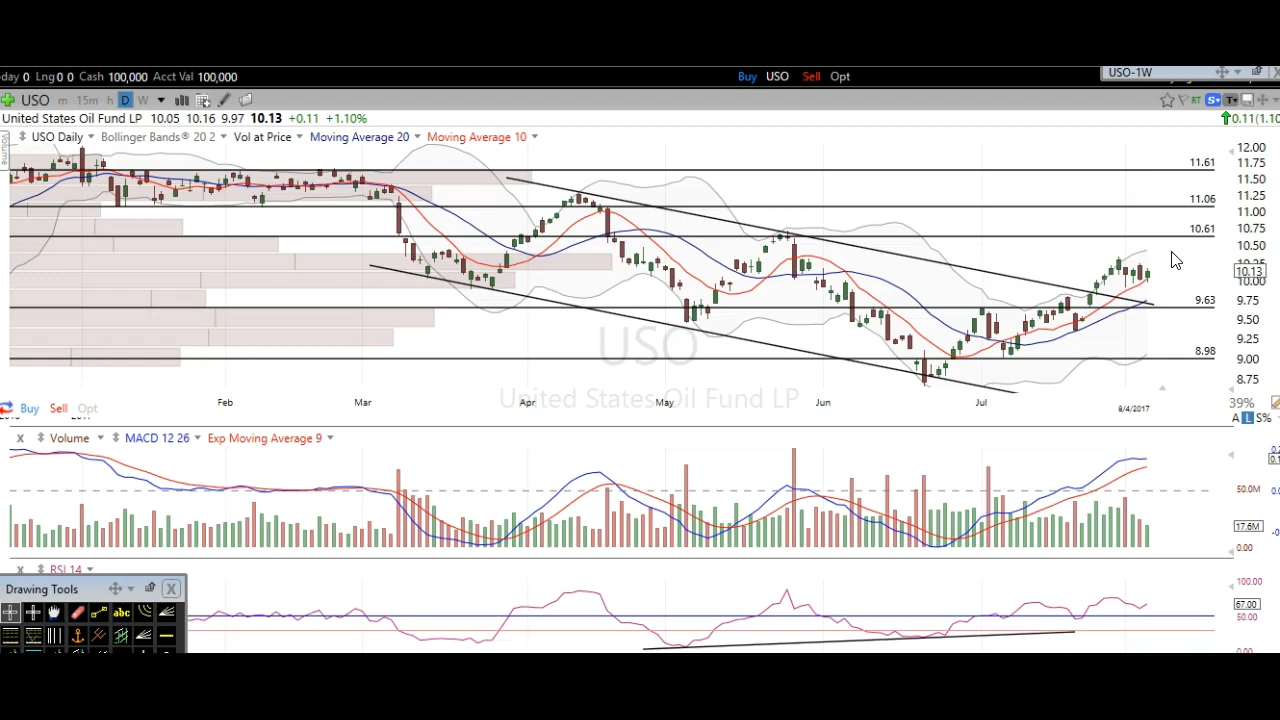 day 0 Lng 0 0 Cash 100,000 Acct Val 100,000 Buy USO Sell Opt USO-1W
USO m 15m h D W RT S T
United States Oil Fund LP 10.05 10.16 9.97 10.13 +0.11 +1.10% 0.11(1.10
USO Daily Bollinger Bands® 20 2 Vol at Price Moving Average 20 Moving Average 10
Volume
12.00
11.61
11.75
11.50
11.25
11.06
11.00
10.61
10.75
10.50
10.13
10.00
9.63
9.75
9.50
USO
9.25
8.98
9.00
8.75
United States Oil Fund LP
Feb Mar Apr May Jun Jul 8/4/2017
39%
Buy Sell Opt
A L S%
X Volume MACD 12 26 Exp Moving Average 9
50.0M
17.6M
0.00
X RSI 14
Drawing Tools X
abc
100.00
67.00
50.00
0.00